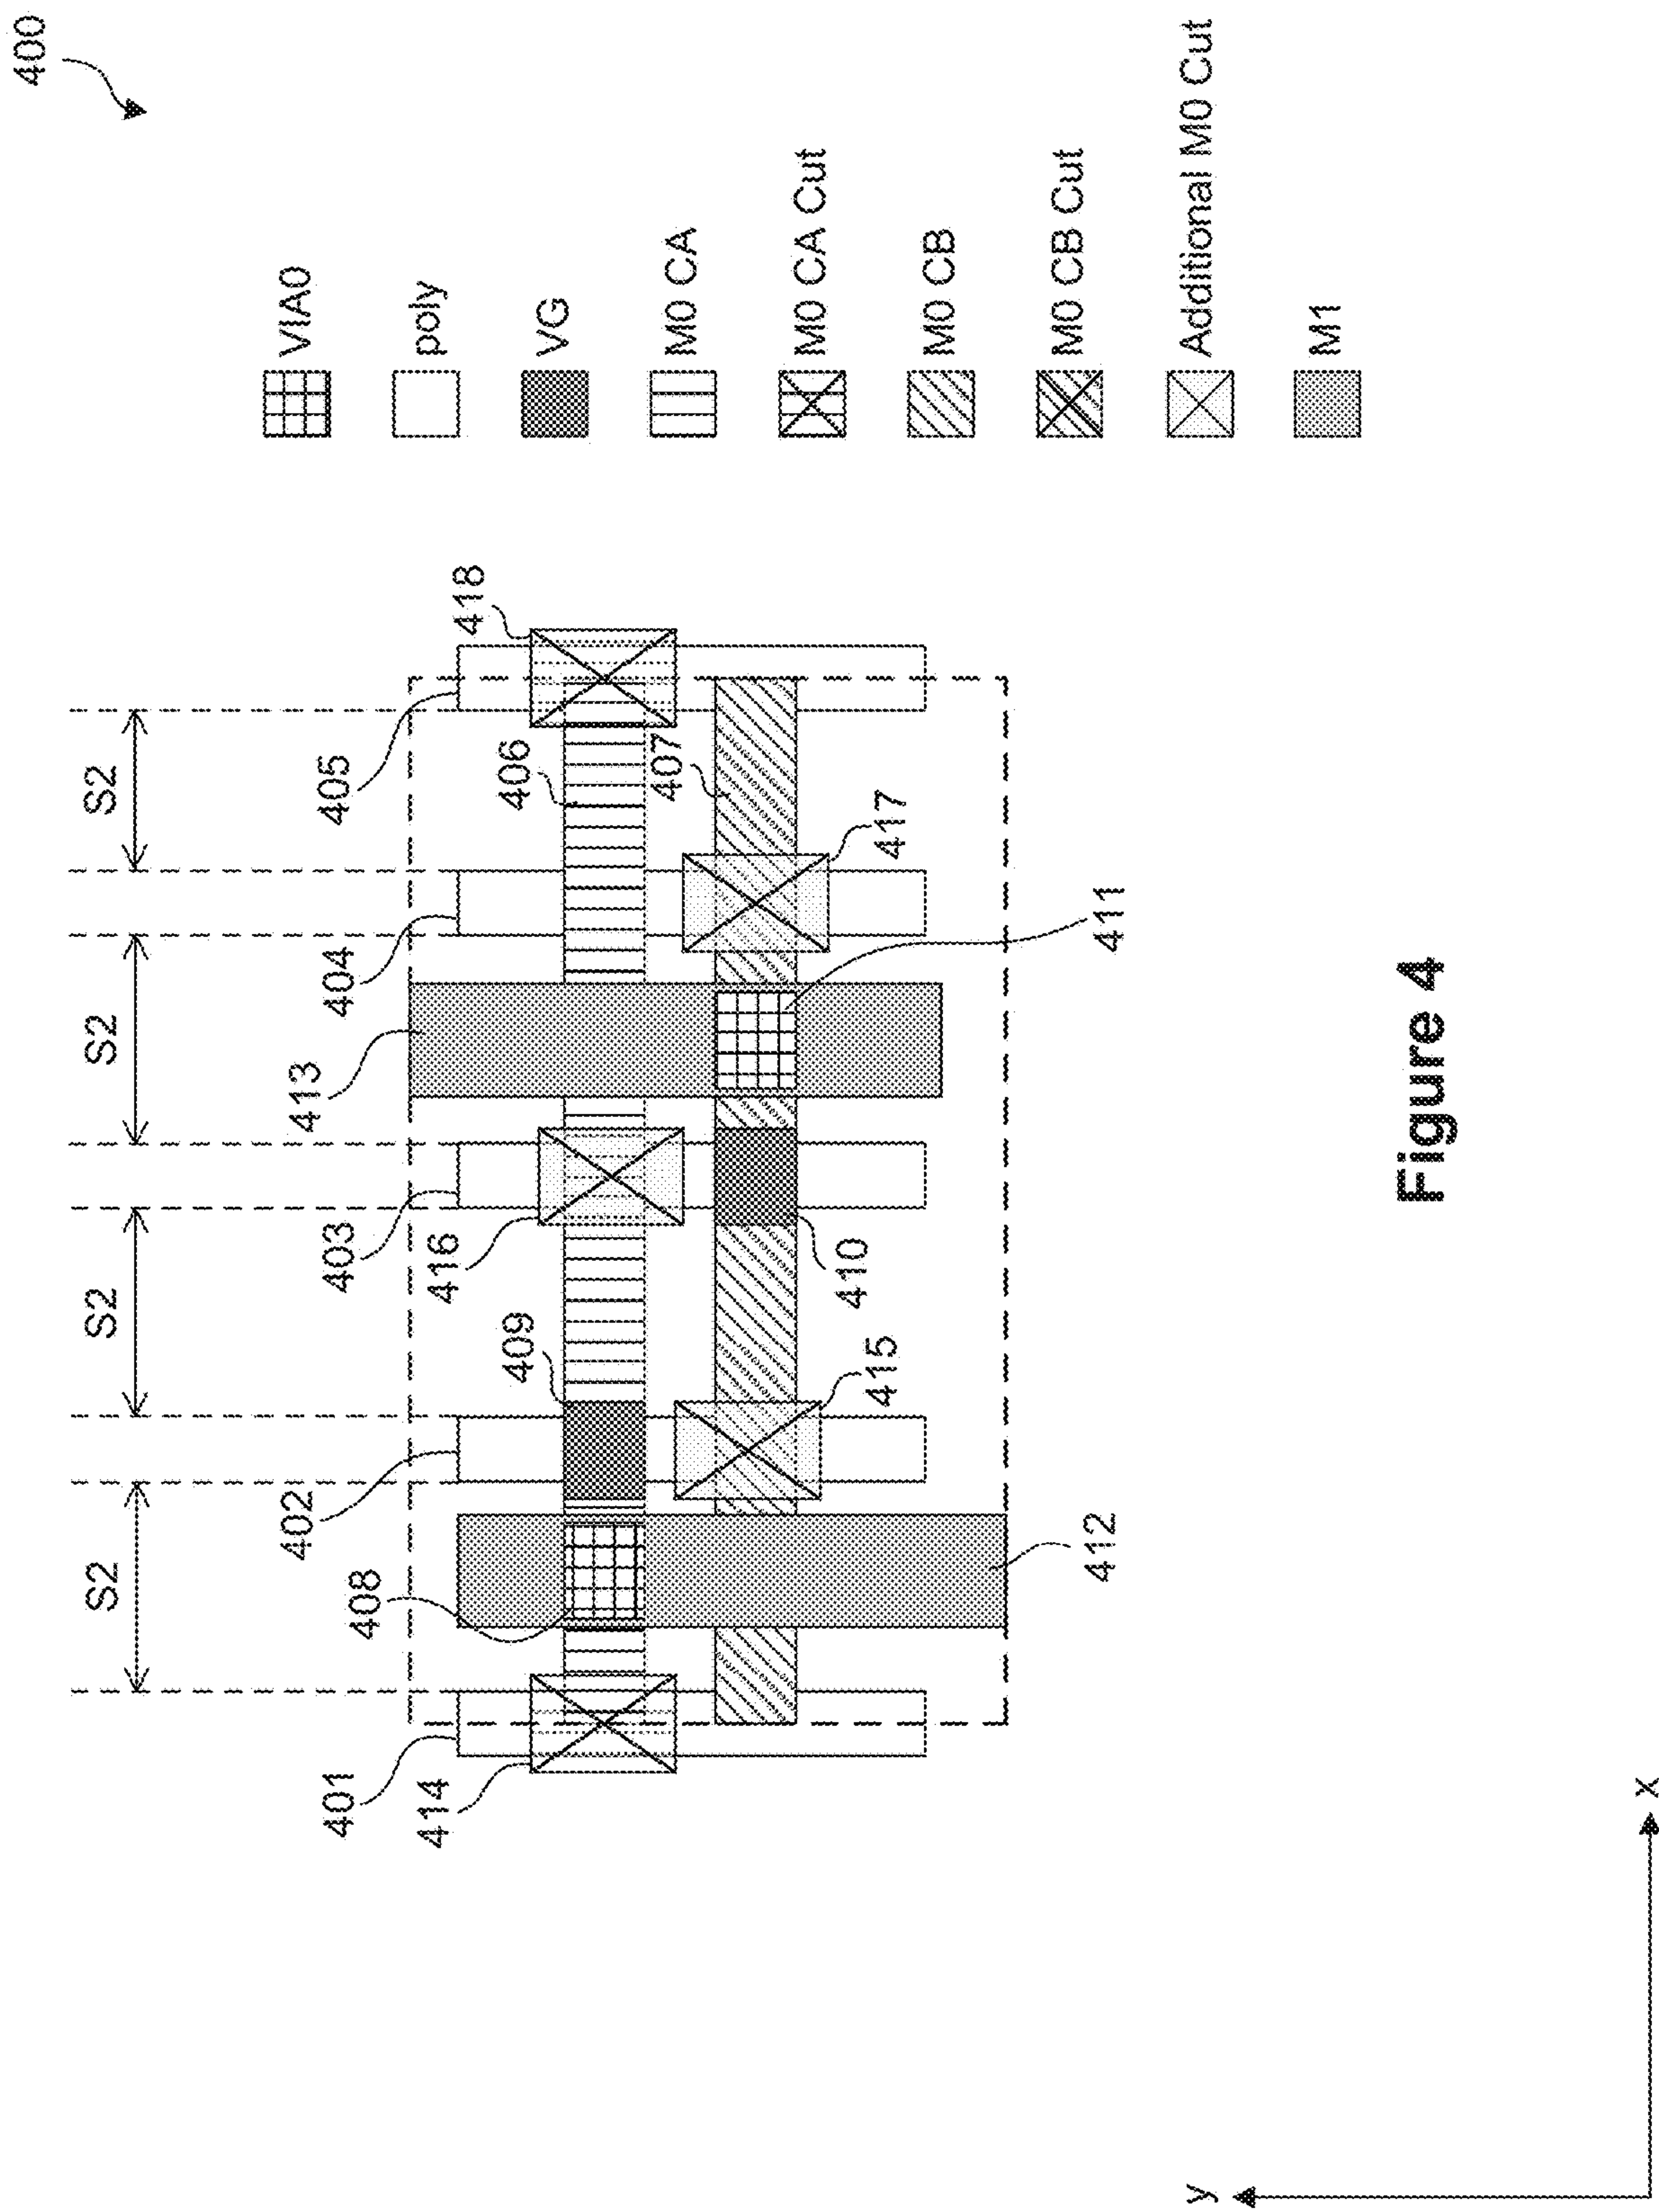 400
S2
S2
S2
S2
401
402
403
404
405
413
414
408
409
416
406
407
418
415
410
417
411
412
VIA0
poly
VG
M0 CA
M0 CA Cut
M0 CB
M0 CB Cut
Additional M0 Cut
M1
y
x
Figure 4